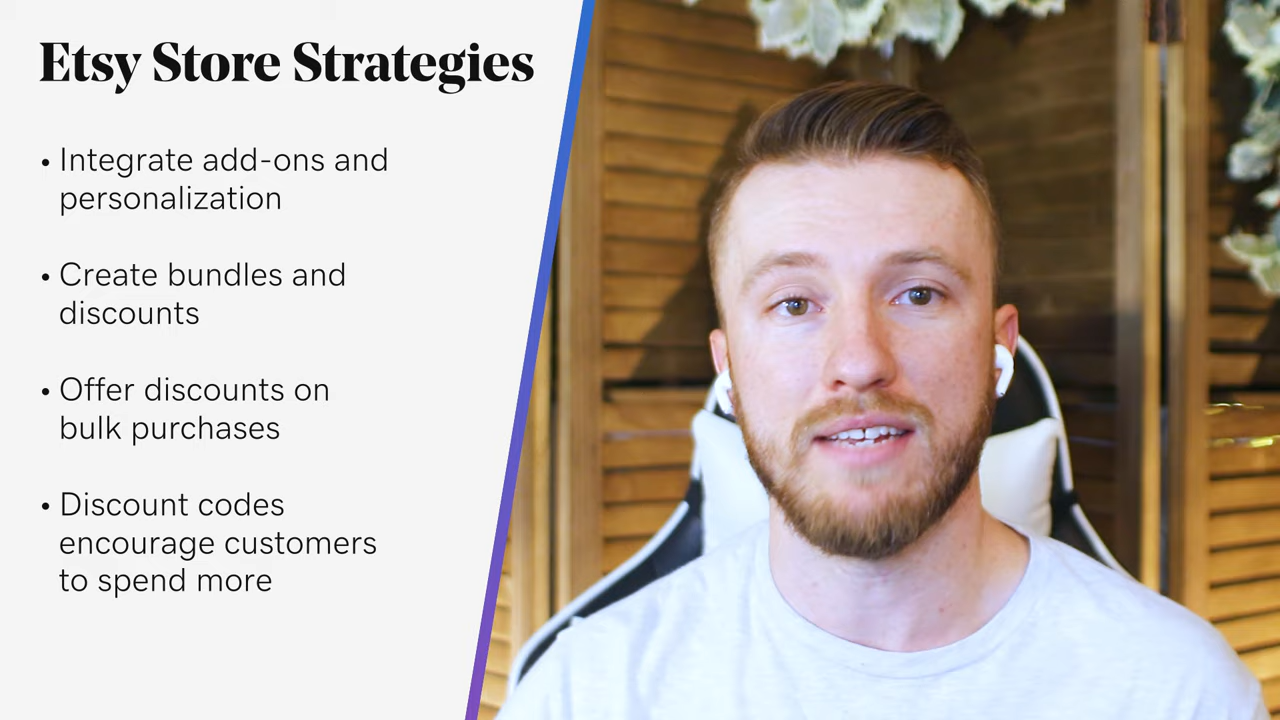 Etsy Store Strategies
• Integrate add-ons and
personalization
• Create bundles and
discounts
• Offer discounts on
bulk purchases
• Discount codes
encourage customers
to spend more